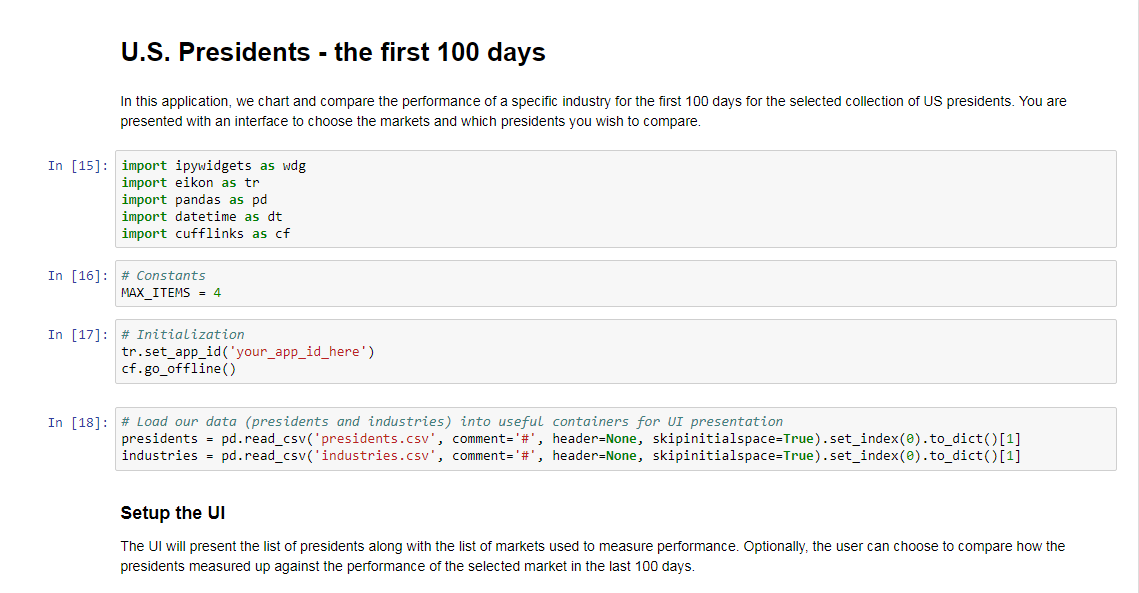 U.S. Presidents - the first 100 days
In this application, we chart and compare the performance of a specific industry for the first 100 days for the selected collection of US presidents. You are
presented with an interface to choose the markets and which presidents you wish to compare.
In [15]: import ipywidgets as wdg
import eikon as tr
import pandas as pd
import datetime as dt
import cufflinks as cf
In [16]: # Constants
MAX_ITEMS = 4
In [17]: # Initialization
tr.set_app_id('your_app_id_here')
cf.go_offline()
In [18]: # Load our data (presidents and industries) into useful containers for UI presentation
presidents = pd.read_csv('presidents.csv', comment='#', header=None, skipinitialspace=True).set_index(0).to_dict()[1]
industries = pd.read_csv('industries.csv', comment='#', header=None, skipinitialspace=True).set_index(0).to_dict()[1]
Setup the UI
The UI will present the list of presidents along with the list of markets used to measure performance. Optionally, the user can choose to compare how the
presidents measured up against the performance of the selected market in the last 100 days.